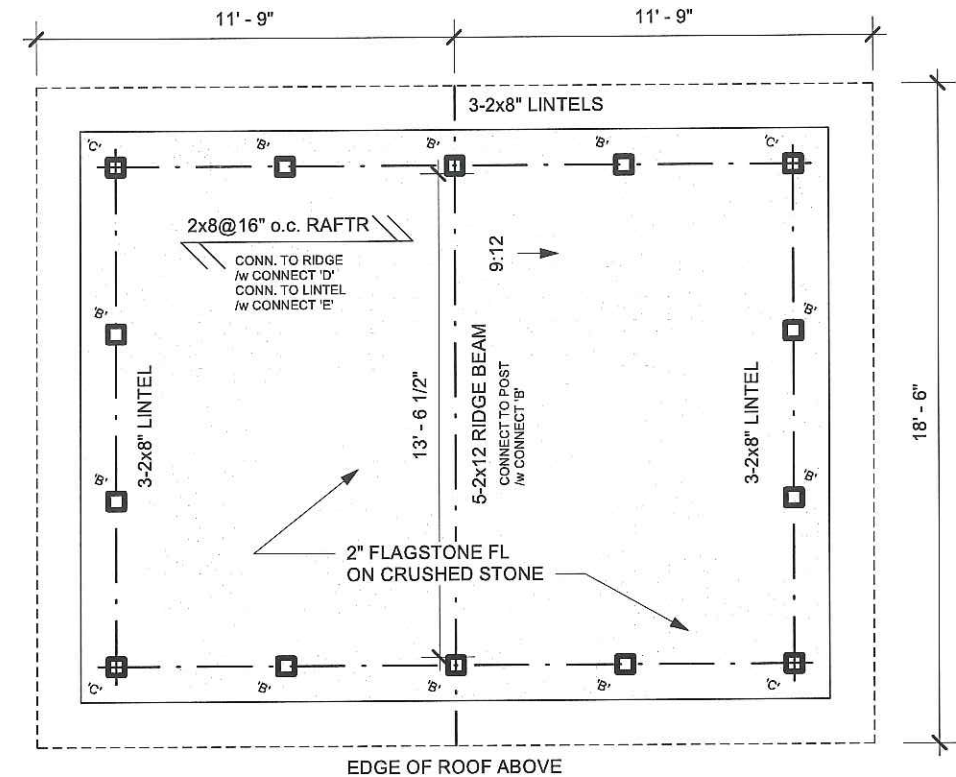 11' - 9"
11' - 9"
3-2x8" LINTELS
'C'
'B'
'B'
'B'
'C'
2x8@16" o.c. RAFTR
CONN. TO RIDGE
/w CONNECT 'D'
CONN. TO LINTEL
/w CONNECT 'E'
9:12
'B'
'B'
3-2x8" LINTEL
13' - 6 1/2"
5-2x12 RIDGE BEAM
CONNECT TO POST
/w CONNECT 'B'
3-2x8" LINTEL
18' - 6"
'B'
'B'
2" FLAGSTONE FL
ON CRUSHED STONE
'C'
'B'
'B'
'B'
'C'
EDGE OF ROOF ABOVE